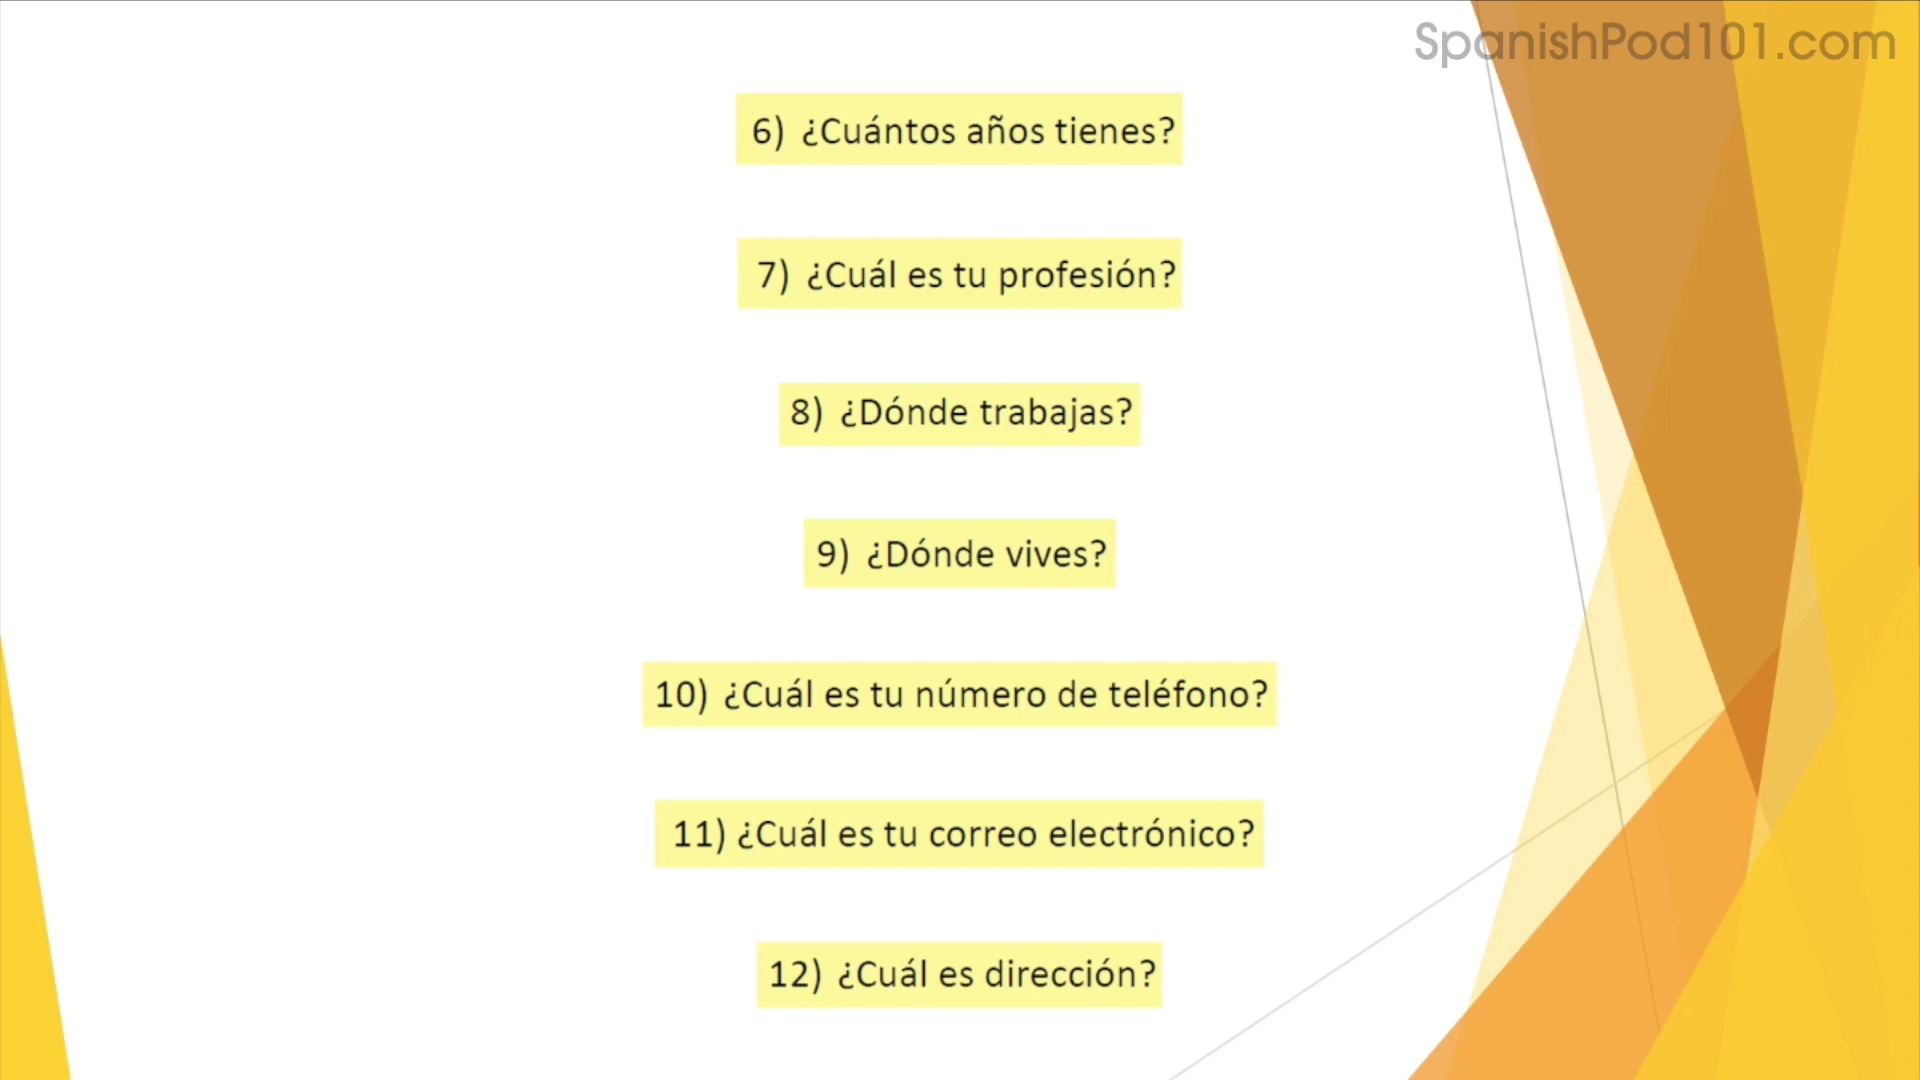 SpanishPod101.com
6) ¿Cuántos años tienes?
7) ¿Cuál es tu profesión?
8) ¿Dónde trabajas?
9) ¿Dónde vives?
10) ¿Cuál es tu número de teléfono?
11) ¿Cuál es tu correo electrónico?
12) ¿Cuál es dirección?